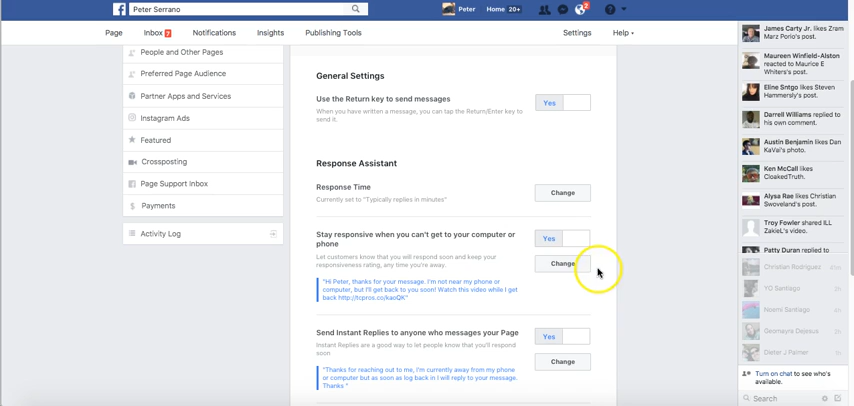 Peter Serrano
Peter Home 20+
Page Inbox 7 Notifications Insights Publishing Tools Settings Help
People and Other Pages
Preferred Page Audience
Partner Apps and Services
Instagram Ads
Featured
Crossposting
Page Support Inbox
Payments
Activity Log
General Settings
Use the Return key to send messages
When you have written a message, you can tap the Return/Enter key to
send it.
Yes
Response Assistant
Response Time
Currently set to "Typically replies in minutes"
Change
Stay responsive when you can't get to your computer or
phone
Let customers know that you will respond soon and keep your
responsiveness rating, any time you're away.
Yes
Change
"Hi Peter, thanks for your message. I'm not near my phone or
computer, but I'll get back to you soon! Watch this video while I get
back http://tcpros.co/kaoQK"
Send Instant Replies to anyone who messages your Page
Instant Replies are a good way to let people know that you'll respond
soon
Yes
Change
"Thanks for reaching out to me, I'm currently away from my phone
or computer but as soon as log back in I will reply to your message.
Thanks "
James Carty Jr. likes Zram
Marz Porio's post.
Maureen Winfield-Alston
reacted to Maurice E
Whiters's post.
Eline Sntgo likes Steven
Hammersly's post.
Darrell Williams replied to
his own comment.
Austin Benjamin likes Dan
KaVai's photo.
Ken McCall likes
CloakedTruth.
Alysa Rae likes Christian
Swoveland's post.
Troy Fowler shared ILL
ZakieL's video.
Patty Duran replied to
Christian Rodriguez
YO Santiago
Noemi Santiago
Geomayra Dejesus
Dieter J Palmer
Turn on chat to see who's
available.
Search